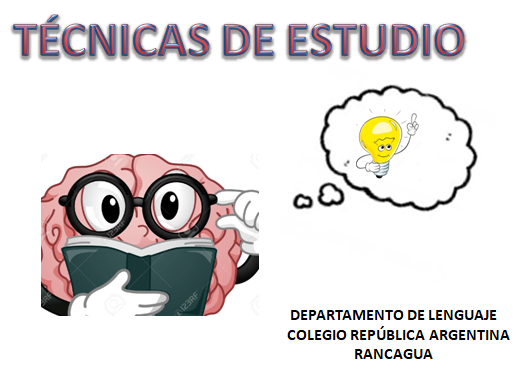 TÉCNICAS DE ESTUDIO
DEPARTAMENTO DE LENGUAJE
COLEGIO REPÚBLICA ARGENTINA
RANCAGUA